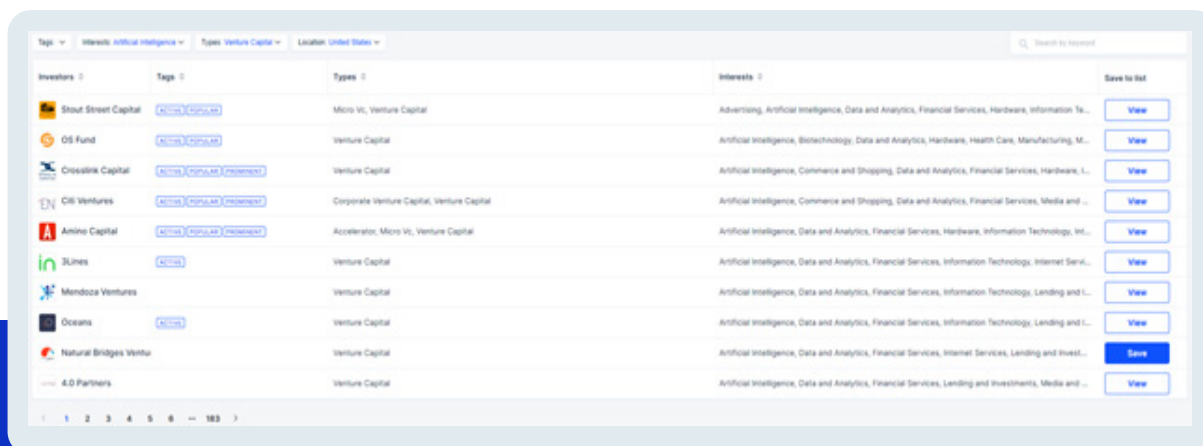 Tags Interests Artificial Intelligence Types Venture Capital Location United States Search by keyword
Investors Tags Types Interests Save to list
Stout Street Capital ACTIVE POPULAR Micro Vc, Venture Capital Advertising, Artificial Intelligence, Data and Analytics, Financial Services, Hardware, Information Te... View
OS Fund ACTIVE POPULAR Venture Capital Artificial Intelligence, Biotechnology, Data and Analytics, Hardware, Health Care, Manufacturing, M... View
Crosslink Capital ACTIVE POPULAR PROMINENT Venture Capital Artificial Intelligence, Commerce and Shopping, Data and Analytics, Financial Services, Hardware, I... View
Citi Ventures ACTIVE POPULAR PROMINENT Corporate Venture Capital, Venture Capital Artificial Intelligence, Commerce and Shopping, Data and Analytics, Financial Services, Media and ... View
A Amino Capital ACTIVE POPULAR PROMINENT Accelerator, Micro Vc, Venture Capital Artificial Intelligence, Data and Analytics, Financial Services, Hardware, Information Technology, Int... View
in 3Lines ACTIVE Venture Capital Artificial Intelligence, Data and Analytics, Financial Services, Information Technology, Internet Servi... View
Mendoza Ventures Venture Capital Artificial Intelligence, Data and Analytics, Financial Services, Information Technology, Lending and I... View
Oceans ACTIVE Venture Capital Artificial Intelligence, Data and Analytics, Financial Services, Information Technology, Lending and I... View
Natural Bridges Ventu Venture Capital Artificial Intelligence, Data and Analytics, Financial Services, Internet Services, Lending and Invest... Save
4.0 Partners Venture Capital Artificial Intelligence, Data and Analytics, Financial Services, Lending and Investments, Media and ... View
1 2 3 4 5 6 ... 183